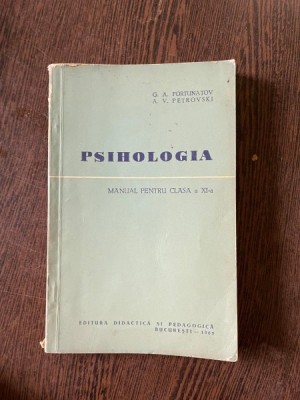 G. A. FORTUNATOV
A. V. PETROVSKI
PSIHOLOGIA
MANUAL PENTRU CLASA a XI-a
EDITURA DIDACTICĂ ȘI PEDAGOGICĂ
BUCUREȘTI —